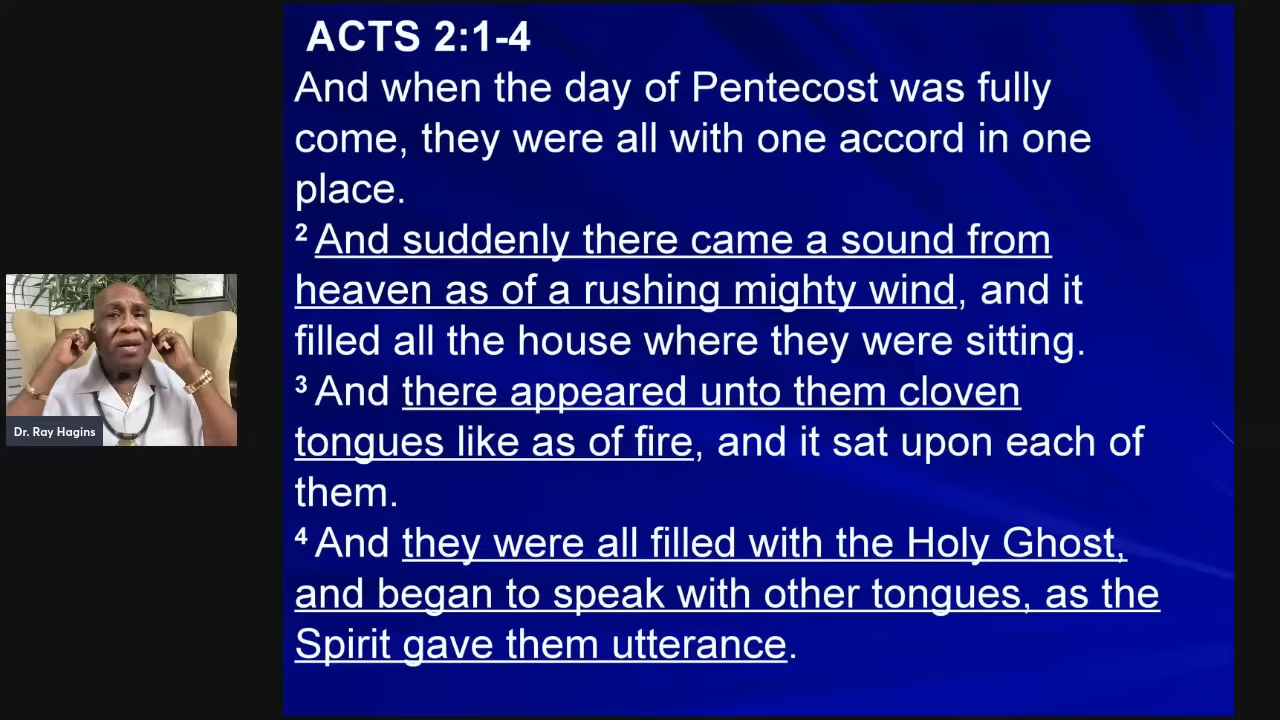 ACTS 2:1-4
And when the day of Pentecost was fully
come, they were all with one accord in one
place.
² And suddenly there came a sound from
heaven as of a rushing mighty wind, and it
filled all the house where they were sitting.
³ And there appeared unto them cloven
tongues like as of fire, and it sat upon each of
them.
⁴ And they were all filled with the Holy Ghost,
and began to speak with other tongues, as the
Spirit gave them utterance.
Dr. Ray Hagins